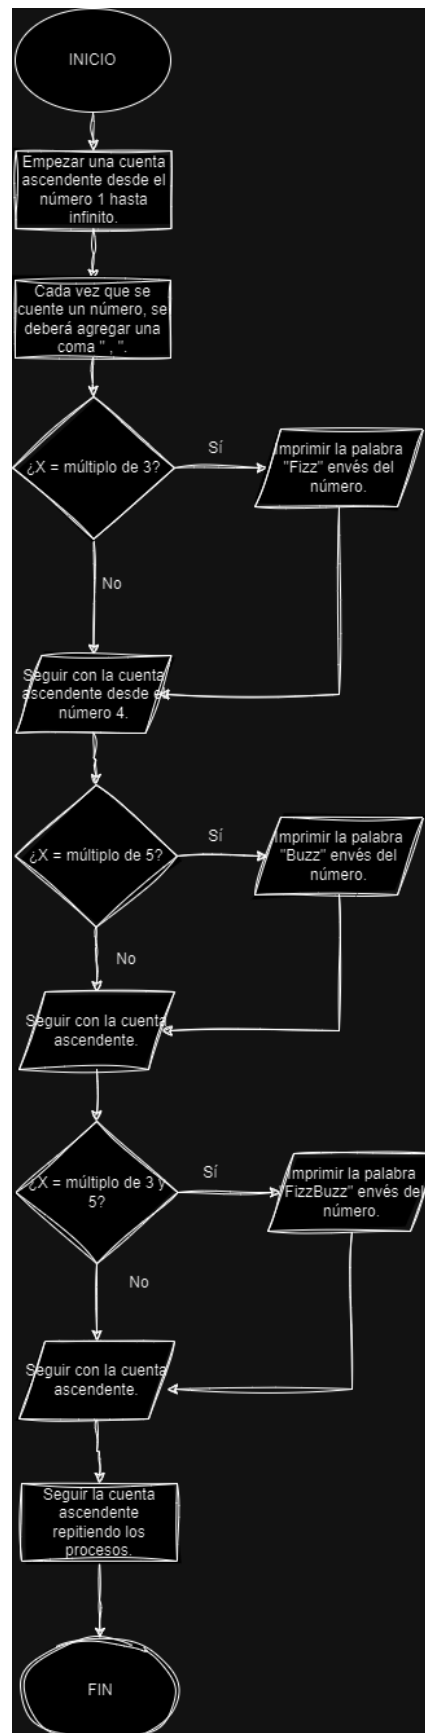 INICIO
Empezar una cuenta
ascendente desde el
número 1 hasta
infinito.
Cada vez que se
cuente un número, se
deberá agregar una
coma " , ".
¿X = múltiplo de 3?
Sí
Imprimir la palabra
"Fizz" envés del
número.
No
Seguir con la cuenta
ascendente desde el
número 4.
¿X = múltiplo de 5?
Sí
Imprimir la palabra
"Buzz" envés del
número.
No
Seguir con la cuenta
ascendente.
¿X = múltiplo de 3 y
5?
Sí
Imprimir la palabra
"FizzBuzz" envés del
número.
No
Seguir con la cuenta
ascendente.
Seguir la cuenta
ascendente
repitiendo los
procesos.
FIN